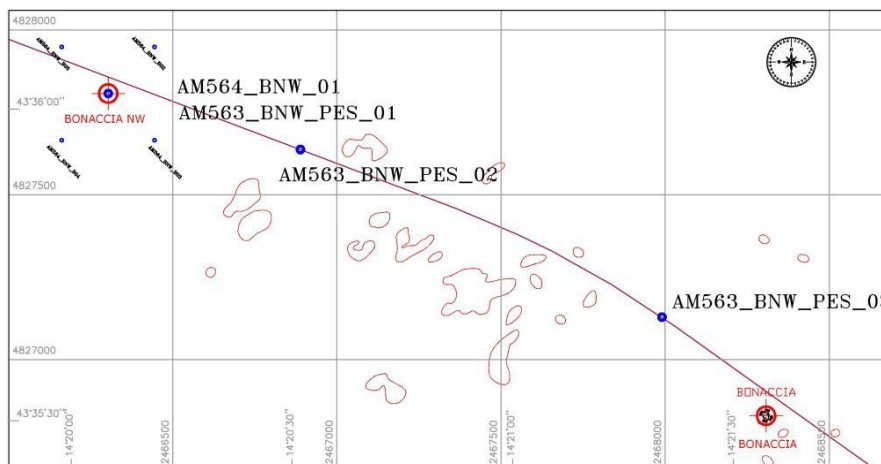 4828000
AM564_BNW_01
43°36'00''
AM563_BNW_PES_01
BONACCIA NW
AM563_BNW_PES_02
4827500
AM563_BNW_PES_03
4827000
BONACCIA
43°35'30''
BONACCIA
14°20'00''
2466500
14°20'30''
2467000
2467500
14°21'00''
2468000
14°21'30''
2468500